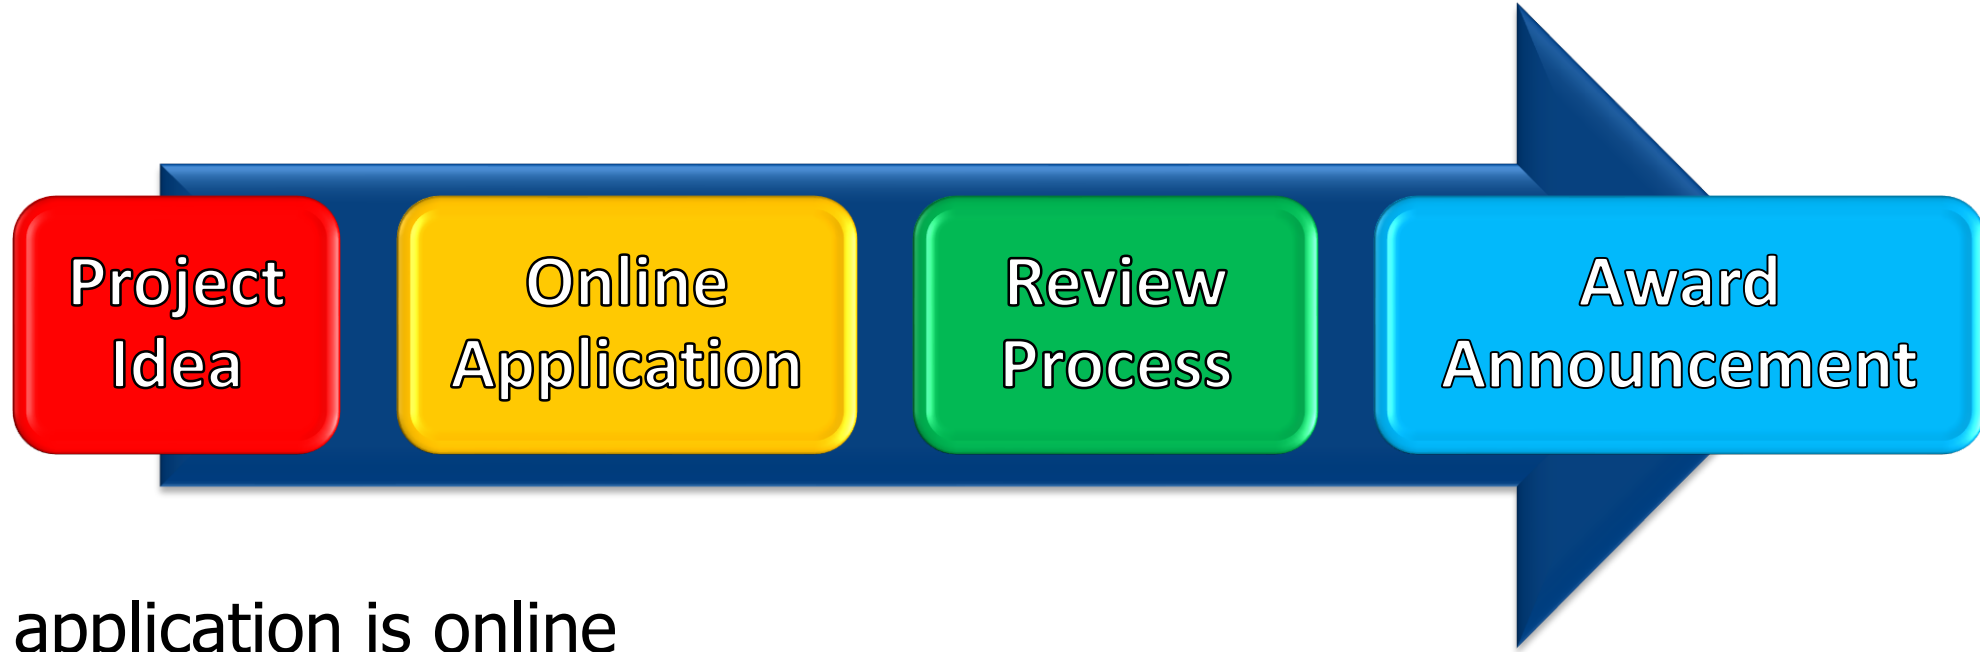 Project
Idea
Online
Application
Review
Process
Award
Announcement
application is online